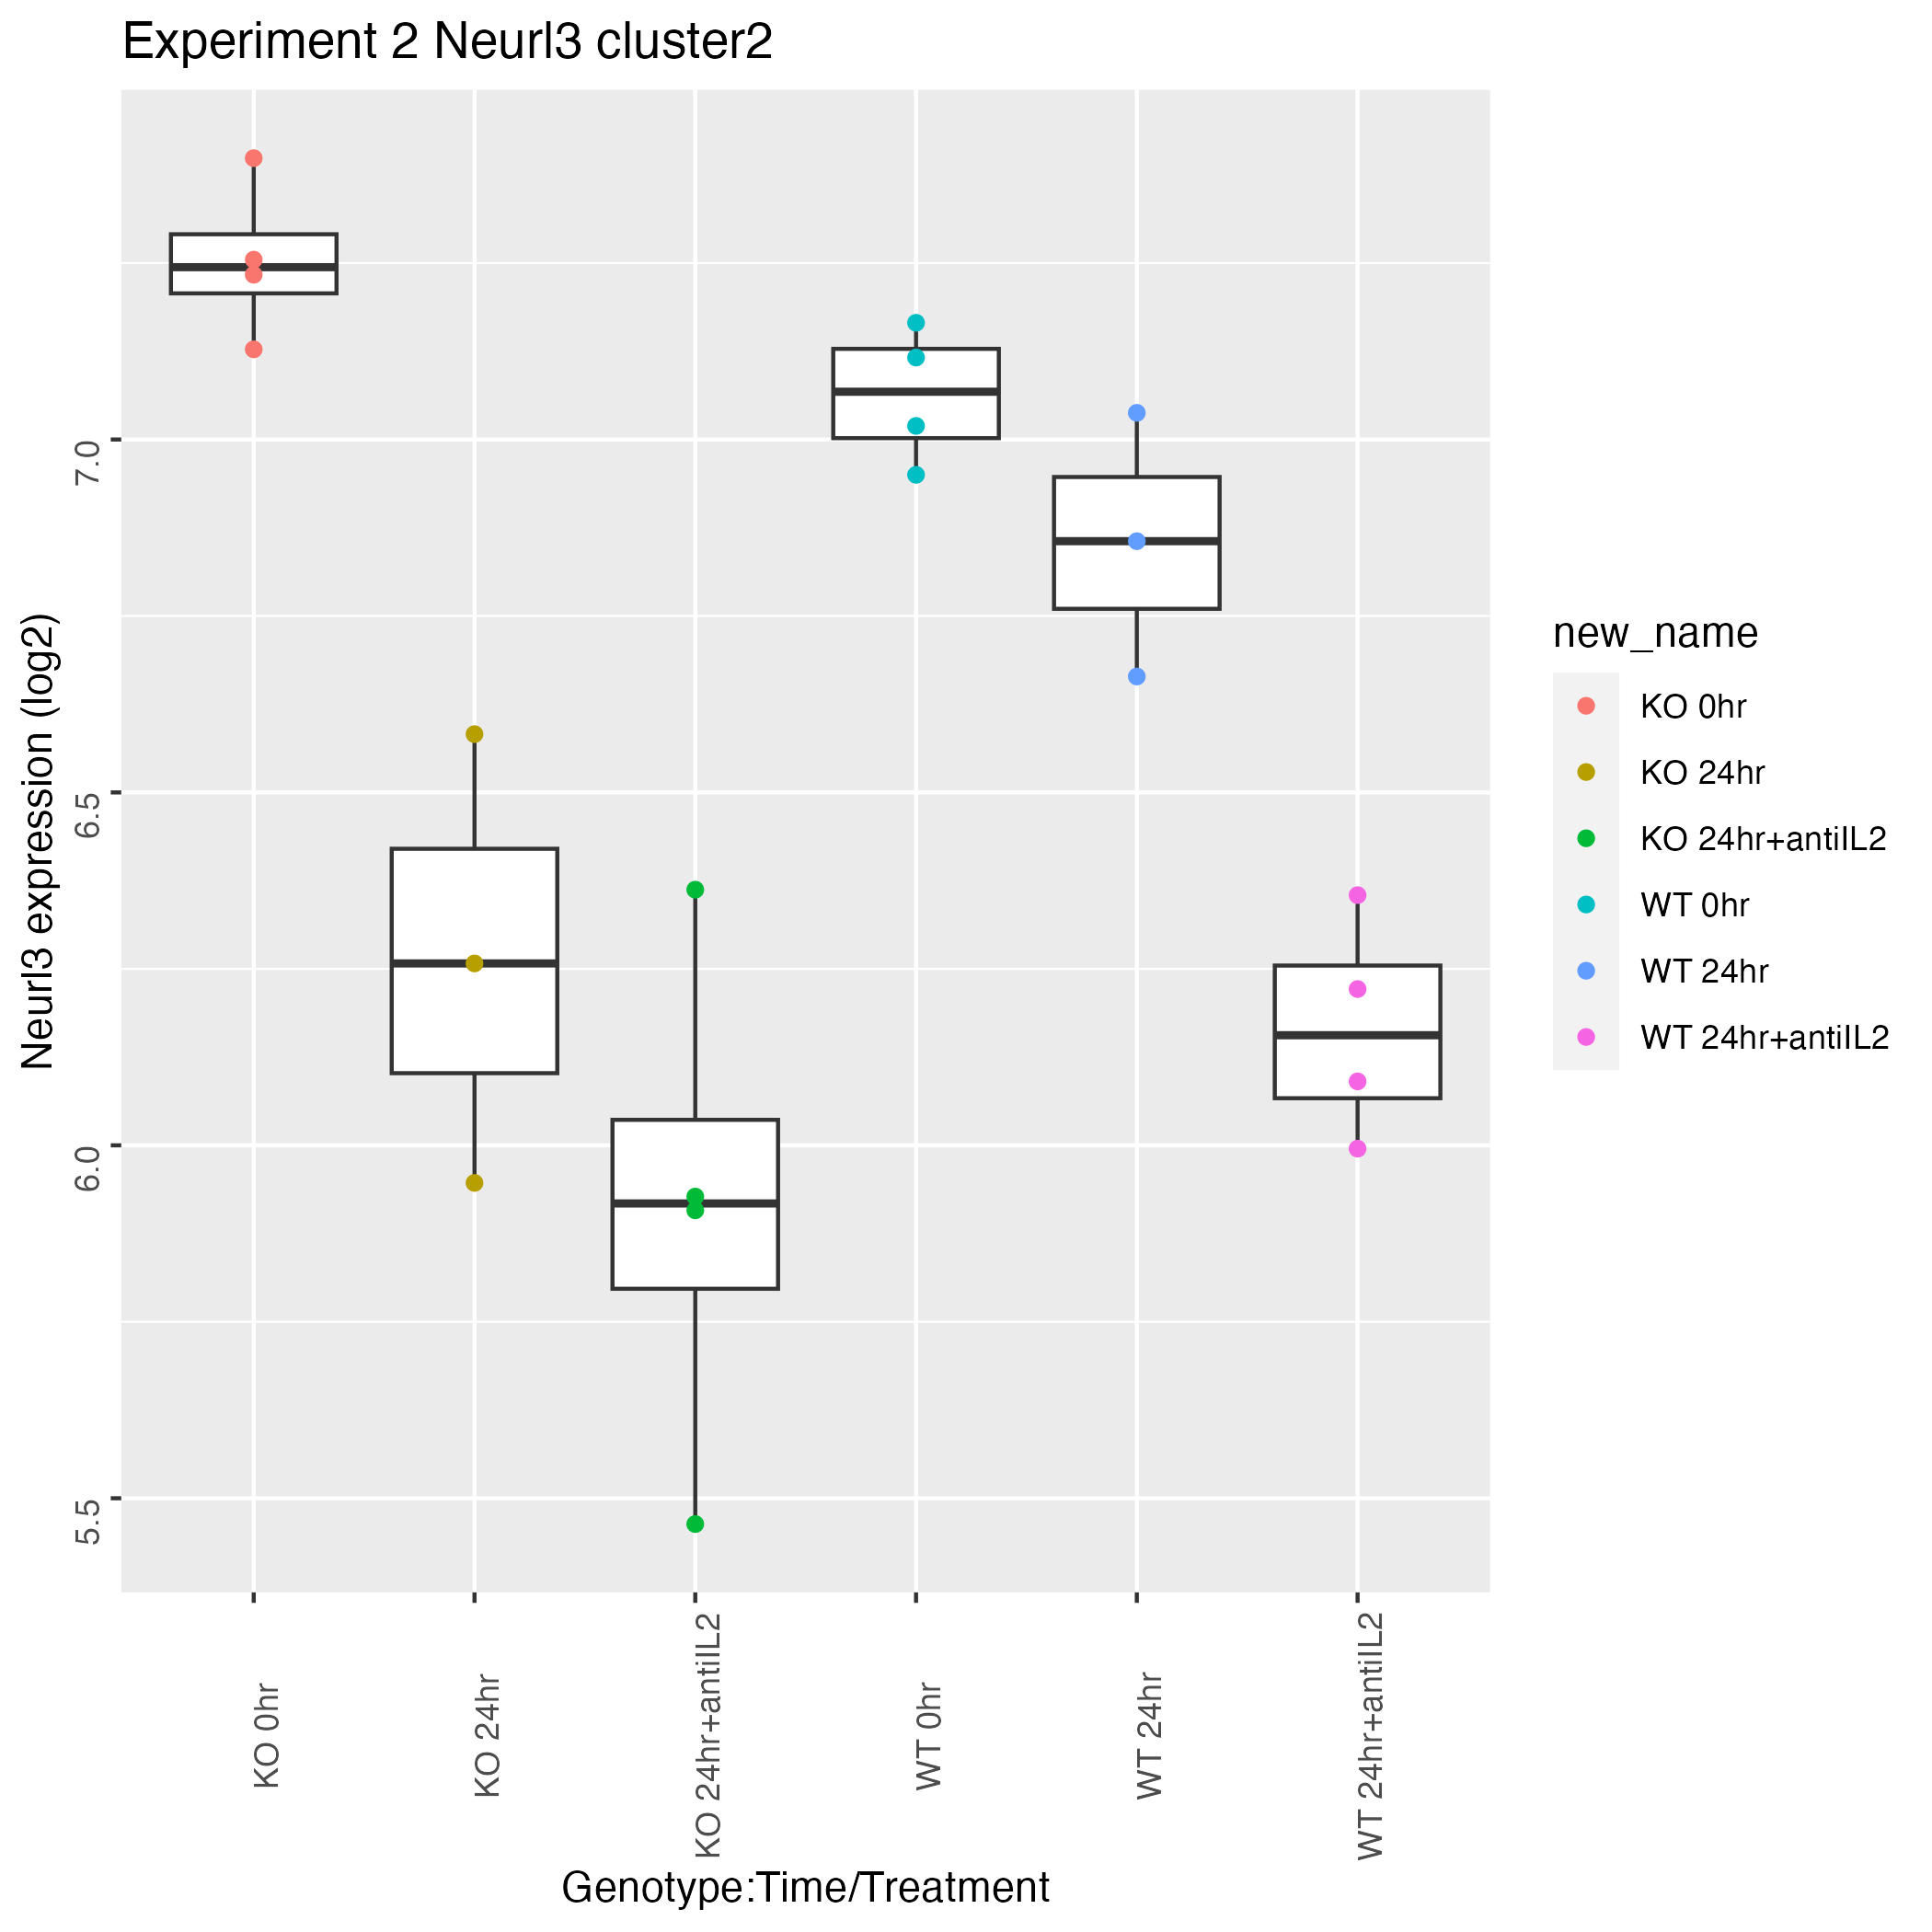 Experiment 2 Neurl3 cluster2
Neurl3 expression (log2)
7.0
6.5
6.0
5.5
KO 0hr
KO 24hr
KO 24hr+antiIL2
WT 0hr
WT 24hr
WT 24hr+antiIL2
Genotype:Time/Treatment
new_name
KO 0hr
KO 24hr
KO 24hr+antiIL2
WT 0hr
WT 24hr
WT 24hr+antiIL2